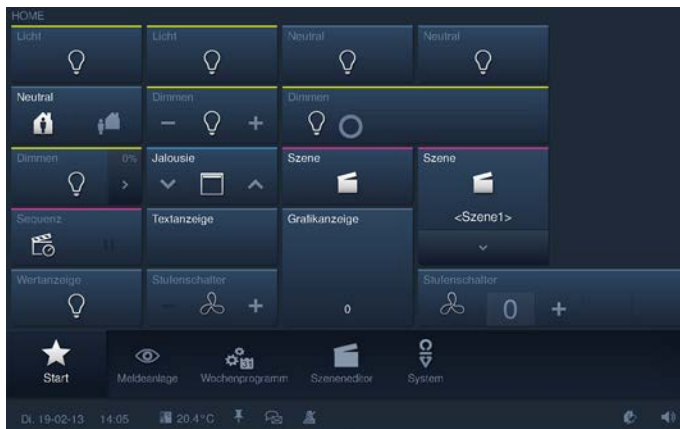 HOME
Licht Licht Neutral Neutral
Neutral Dimmen Dimmen
Dimmen 0% Jalousie Szene Szene
<Szene1>
Sequenz Textanzeige Grafikanzeige
Wertanzeige Stufenschalter 0 Stufenschalter
0
31
Start Meldeanlage Wochenprogramm Szeneneditor System
Di. 19-02-13 14:05 20.4°C